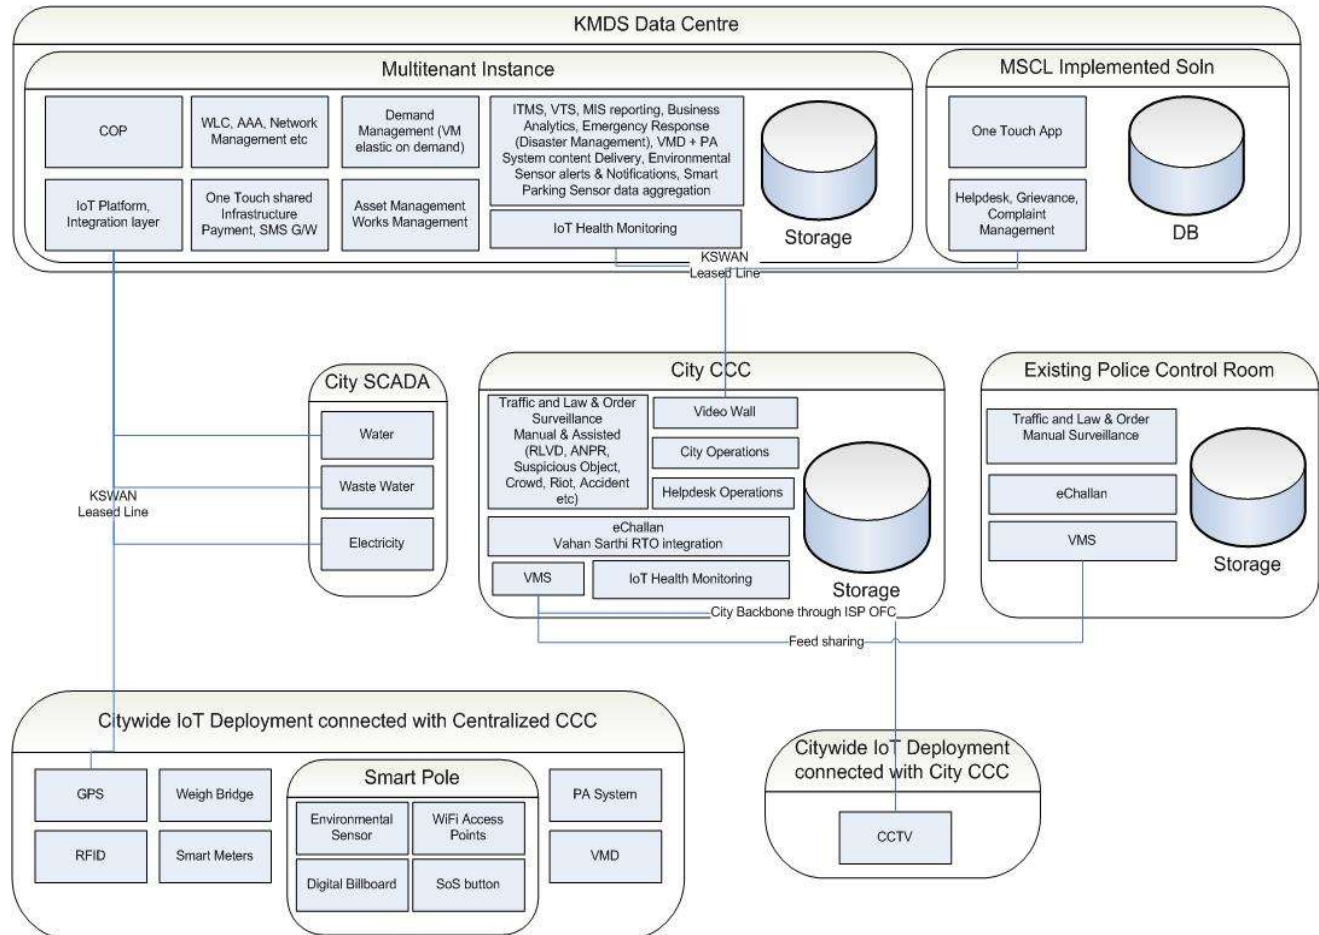 KMDS Data Centre
Multitenant Instance
COP
WLC, AAA, Network
Management etc
Demand
Management (VM
elastic on demand)
ITMS, VTS, MIS reporting, Business
Analytics, Emergency Response
(Disaster Management), VMD + PA
System content Delivery, Environmental
Sensor alerts & Notifications, Smart
Parking Sensor data aggregation
IoT Platform,
Integration layer
One Touch shared
Infrastructure
Payment, SMS G/W
Asset Management
Works Management
IoT Health Monitoring
Storage
MSCL Implemented Soln
One Touch App
Helpdesk, Grievance,
Complaint
Management
DB
KSWAN
Leased Line
City SCADA
Water
Waste Water
Electricity
KSWAN
Leased Line
City CCC
Traffic and Law & Order
Surveillance
Manual & Assisted
(RLVD, ANPR,
Suspicious Object,
Crowd, Riot, Accident
etc)
Video Wall
City Operations
Helpdesk Operations
eChallan
Vahan Sarthi RTO integration
VMS
IoT Health Monitoring
Storage
City Backbone through ISP OFC
Feed sharing
Existing Police Control Room
Traffic and Law & Order
Manual Surveillance
eChallan
VMS
Storage
Citywide IoT Deployment connected with Centralized CCC
GPS
Weigh Bridge
RFID
Smart Meters
Smart Pole
Environmental
Sensor
WiFi Access
Points
Digital Billboard
SoS button
PA System
VMD
Citywide IoT Deployment
connected with City CCC
CCTV